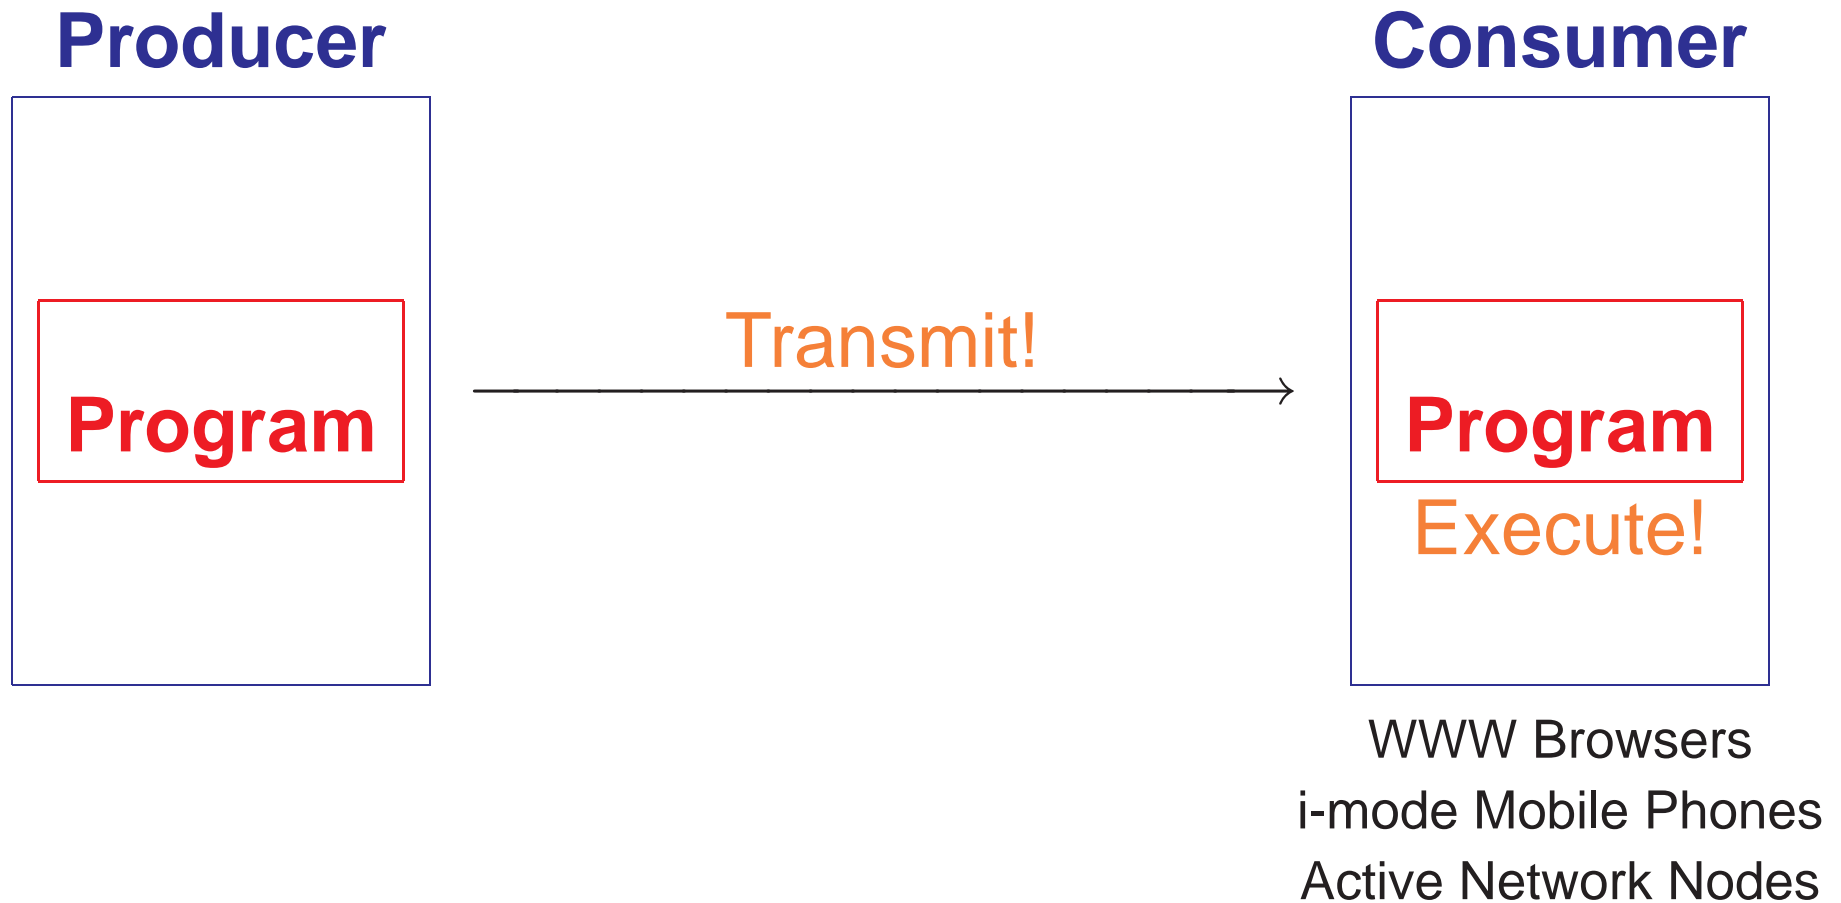 Producer
Consumer
Transmit!
Program
Program
Execute!
WWW Browsers
i-mode Mobile Phones
Active Network Nodes